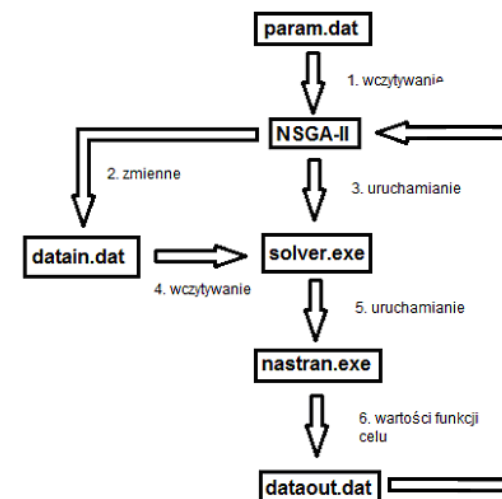 param.dat
1. wczytywanie
NSGA-II
2. zmienne
3. uruchamianie
datain.dat
solver.exe
4. wczytywanie
5. uruchamianie
nastran.exe
6. wartości funkcji
celu
dataout.dat